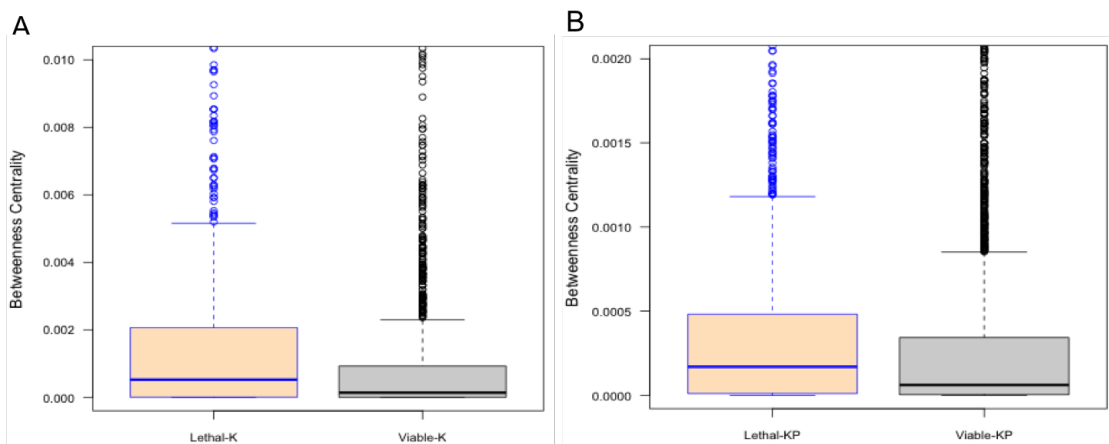 A
Betweenness Centrality
0.010
0.008
0.006
0.004
0.002
0.000
Lethal-K
Viable-K
B
Betweenness Centrality
0.0020
0.0015
0.0010
0.0005
0.0000
Lethal-KP
Viable-KP